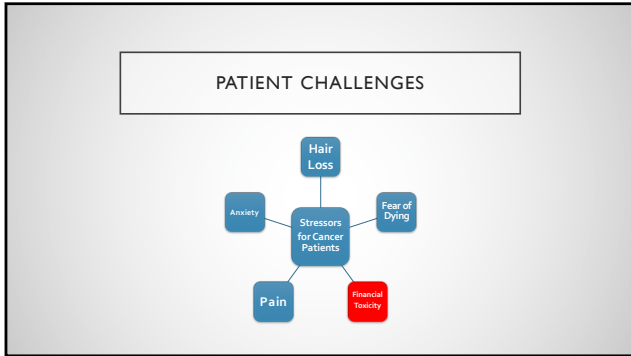 PATIENT CHALLENGES
Hair
Loss
Anxiety
Fear of
Dying
Stressors
for Cancer
Patients
Pain
Financial
Toxicity